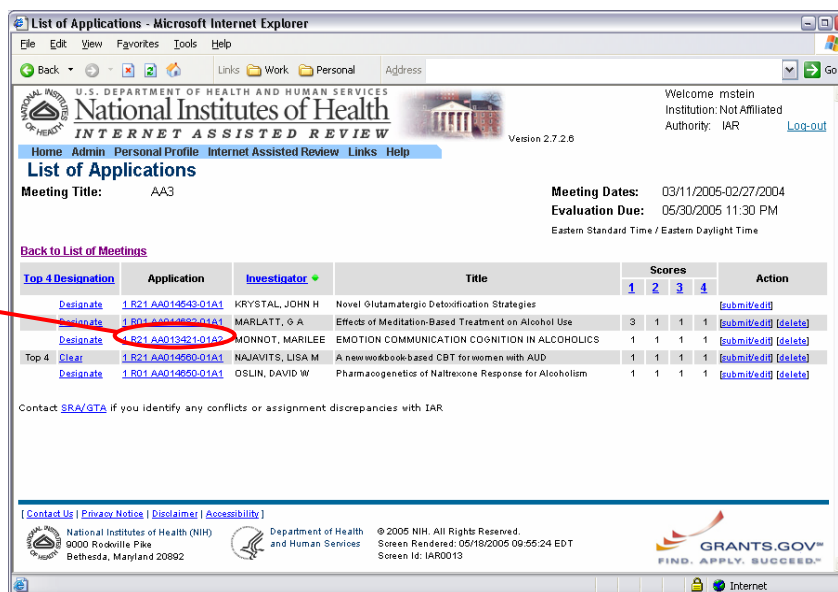 List of Applications - Microsoft Internet Explorer
File Edit View Favorites Tools Help
Back Links Work Personal Address Go
U.S. DEPARTMENT OF HEALTH AND HUMAN SERVICES
National Institutes of Health
INTERNET ASSISTED REVIEW
Version 2.7.2.6
Welcome mstein
Institution: Not Affiliated
Authority: IAR Log-out
Home Admin Personal Profile Internet Assisted Review Links Help
List of Applications
Meeting Title: AA3
Meeting Dates: 03/11/2005-02/27/2004
Evaluation Due: 05/30/2005 11:30 PM
Eastern Standard Time / Eastern Daylight Time
Back to List of Meetings
Top 4 Designation Application Investigator Title Scores Action
1 2 3 4
Designate 1 R21 AA014543-01A1 KRYSTAL, JOHN H Novel Glutamatergic Detoxification Strategies [submit/edit]
Designate 1 R01 AA014682-01A1 MARLATT, G A Effects of Meditation-Based Treatment on Alcohol Use 3 1 1 1 [submit/edit] [delete]
Designate 1 R21 AA013421-01A2 MONNOT, MARILEE EMOTION COMMUNICATION COGNITION IN ALCOHOLICS 1 1 1 1 [submit/edit] [delete]
Top 4 Clear 1 R21 AA014560-01A1 NAJAVITS, LISA M A new workbook-based CBT for women with AUD 1 1 1 1 [submit/edit] [delete]
Designate 1 R01 AA014650-01A1 OSLIN, DAVID W Pharmacogenetics of Naltrexone Response for Alcoholism 1 1 1 1 [submit/edit] [delete]
Contact SRA/GTA if you identify any conflicts or assignment discrepancies with IAR
[ Contact Us | Privacy Notice | Disclaimer | Accessibility ]
National Institutes of Health (NIH)
9000 Rockville Pike
Bethesda, Maryland 20892
Department of Health
and Human Services
© 2005 NIH. All Rights Reserved.
Screen Rendered: 05/18/2005 09:55:24 EDT
Screen Id: IAR0013
GRANTS.GOV℠
FIND. APPLY. SUCCEED.℠
Internet